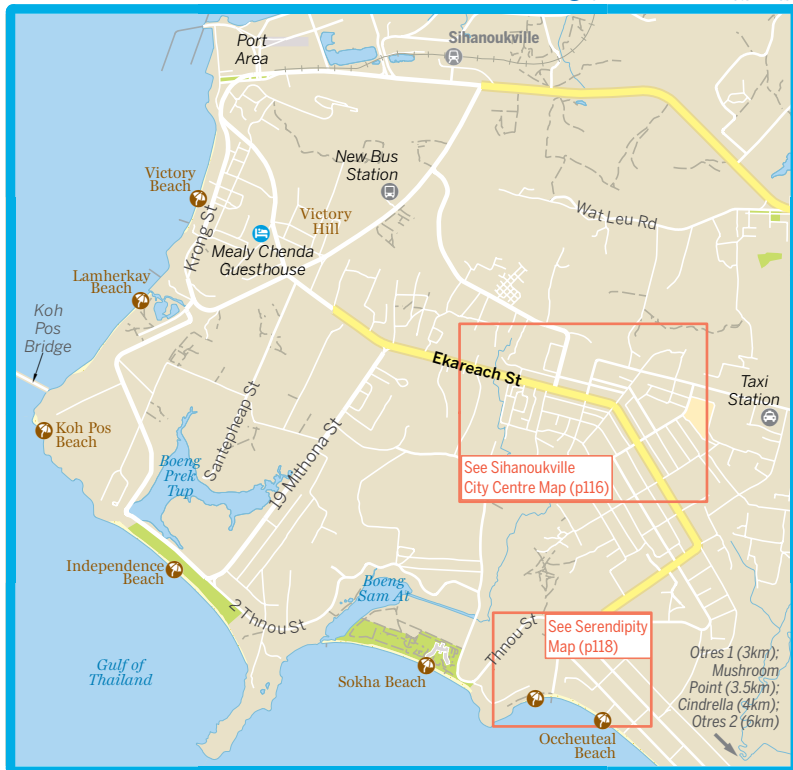 Port
Area
Sihanoukville
New Bus
Station
Victory
Beach
Victory
Hill
Wat Leu Rd
Krong St
Mealy Chenda
Guesthouse
Lamherkay
Beach
Koh
Pos
Bridge
Ekareach St
Taxi
Station
Santepheap St
Koh Pos
Beach
19 Mithona St
Boeng
Prek
Tup
See Sihanoukville
City Centre Map (p116)
Independence
Beach
Boeng
Sam At
2 Thnou St
Thnou St
See Serendipity
Map (p118)
Gulf of
Thailand
Sokha Beach
Otres 1 (3km);
Mushroom
Point (3.5km);
Cindrella (4km);
Otres 2 (6km)
Occheuteal
Beach